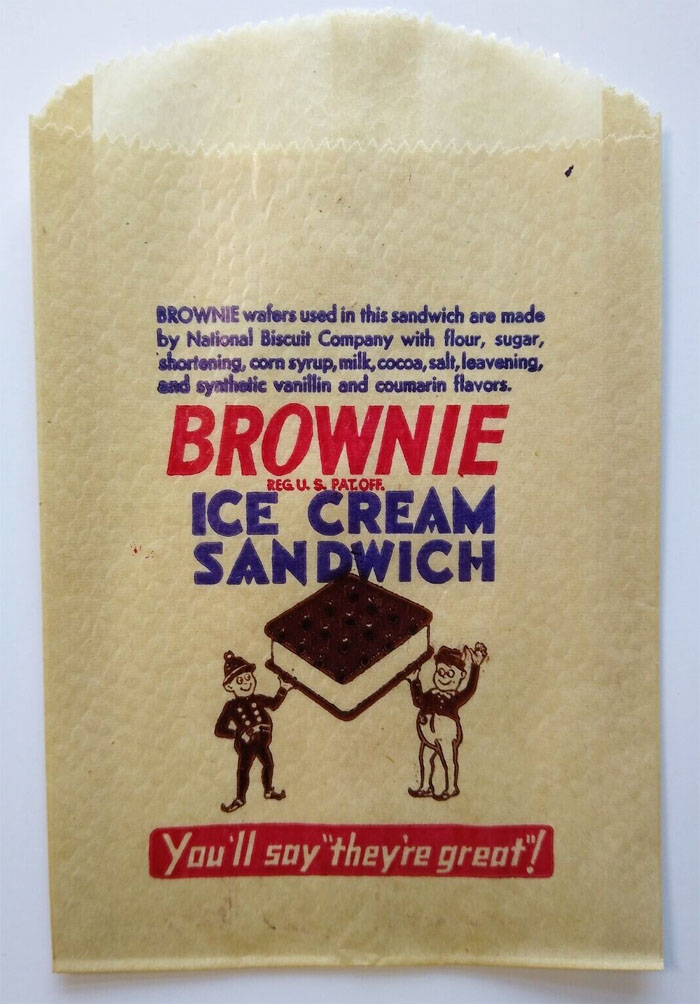 BROWNIE wafers used in this sandwich are made
by National Biscuit Company with flour, sugar,
shortening, corn syrup, milk, cocoa, salt, leavening,
and synthetic vanillin and coumarin flavors.
BROWNIE
REG. U. S. PAT. OFF.
ICE CREAM
SANDWICH
You'll say "they're great"!